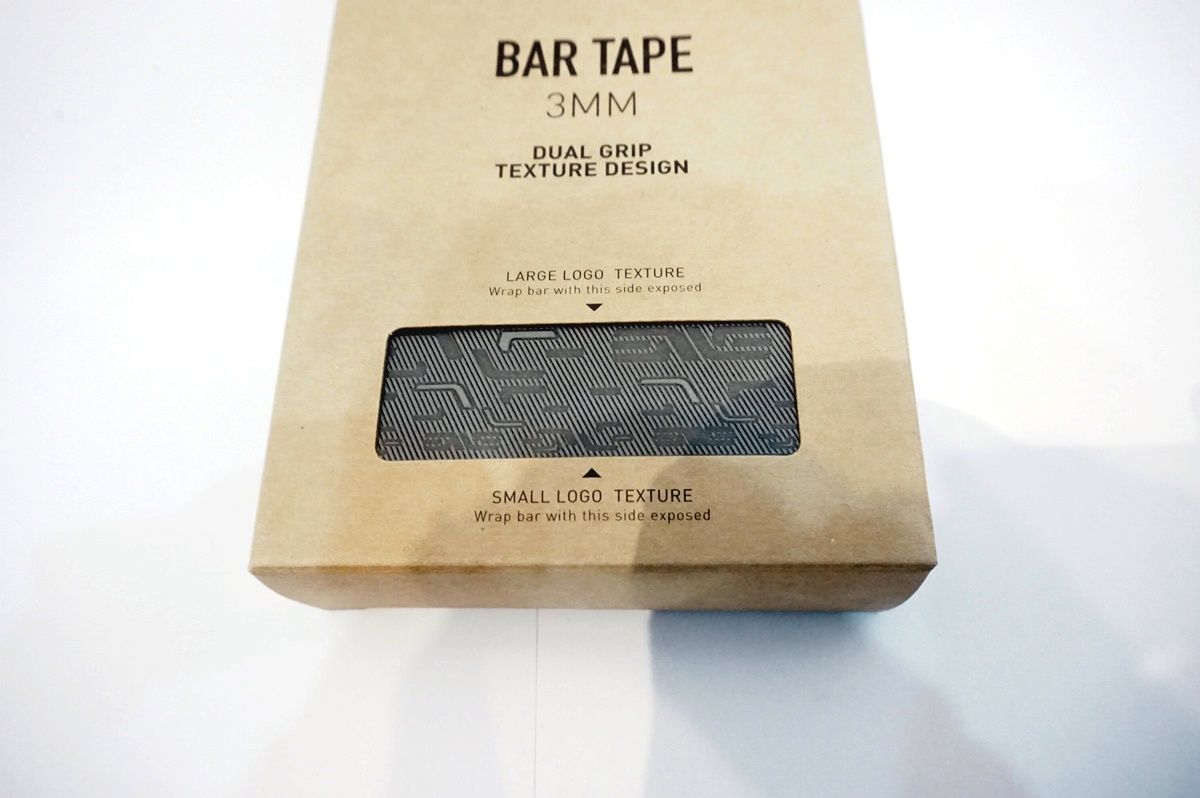 BAR TAPE
3MM
DUAL GRIP
TEXTURE DESIGN
LARGE LOGO TEXTURE
Wrap bar with this side exposed
SMALL LOGO TEXTURE
Wrap bar with this side exposed